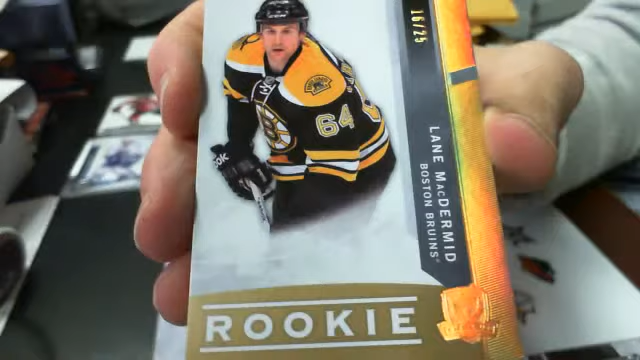 16/25
64
LANE MACDERMID
BOSTON BRUINS®
ROOKIE